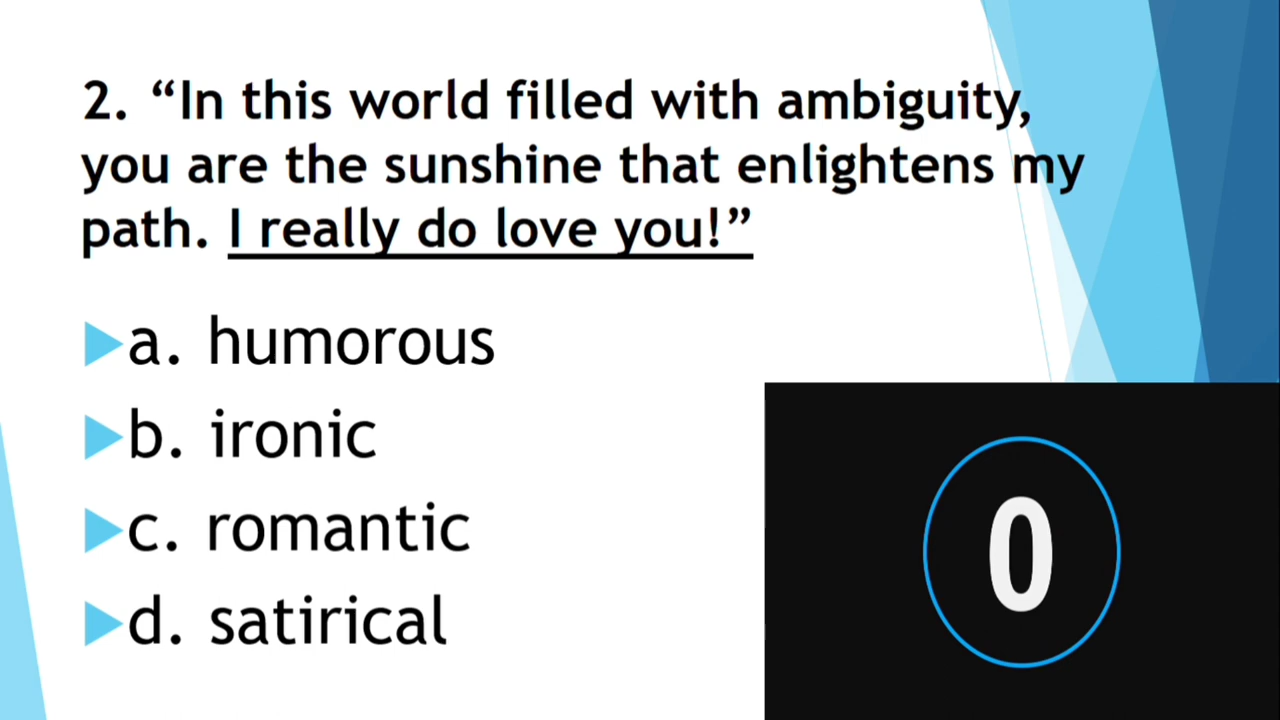 2. “In this world filled with ambiguity,
you are the sunshine that enlightens my
path. I really do love you!”
a. humorous
b. ironic
c. romantic
d. satirical
0